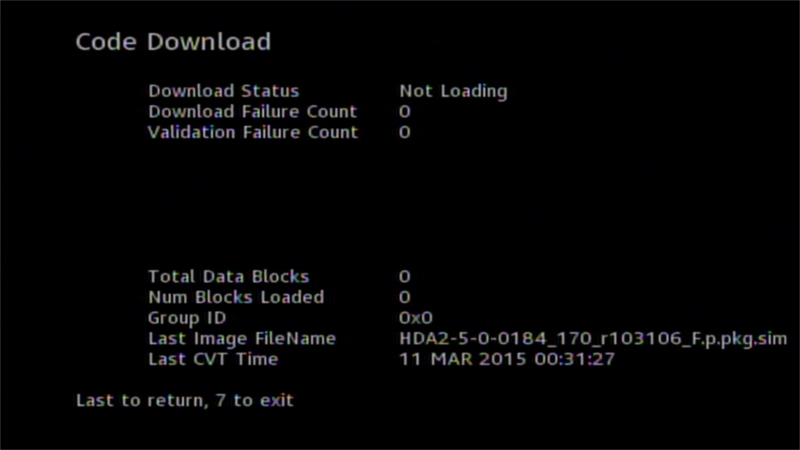 Code Download
Download Status Not Loading
Download Failure Count 0
Validation Failure Count 0
Total Data Blocks 0
Num Blocks Loaded 0
Group ID 0x0
Last Image FileName HDA2-5-0-0184_170_r103106_F.p.pkg.sim
Last CVT Time 11 MAR 2015 00:31:27
Last to return, 7 to exit